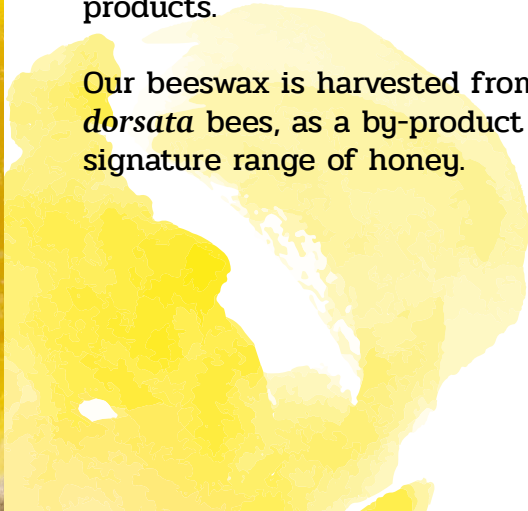 products.
Our beeswax is harvested from
dorsata bees, as a by-product
signature range of honey.